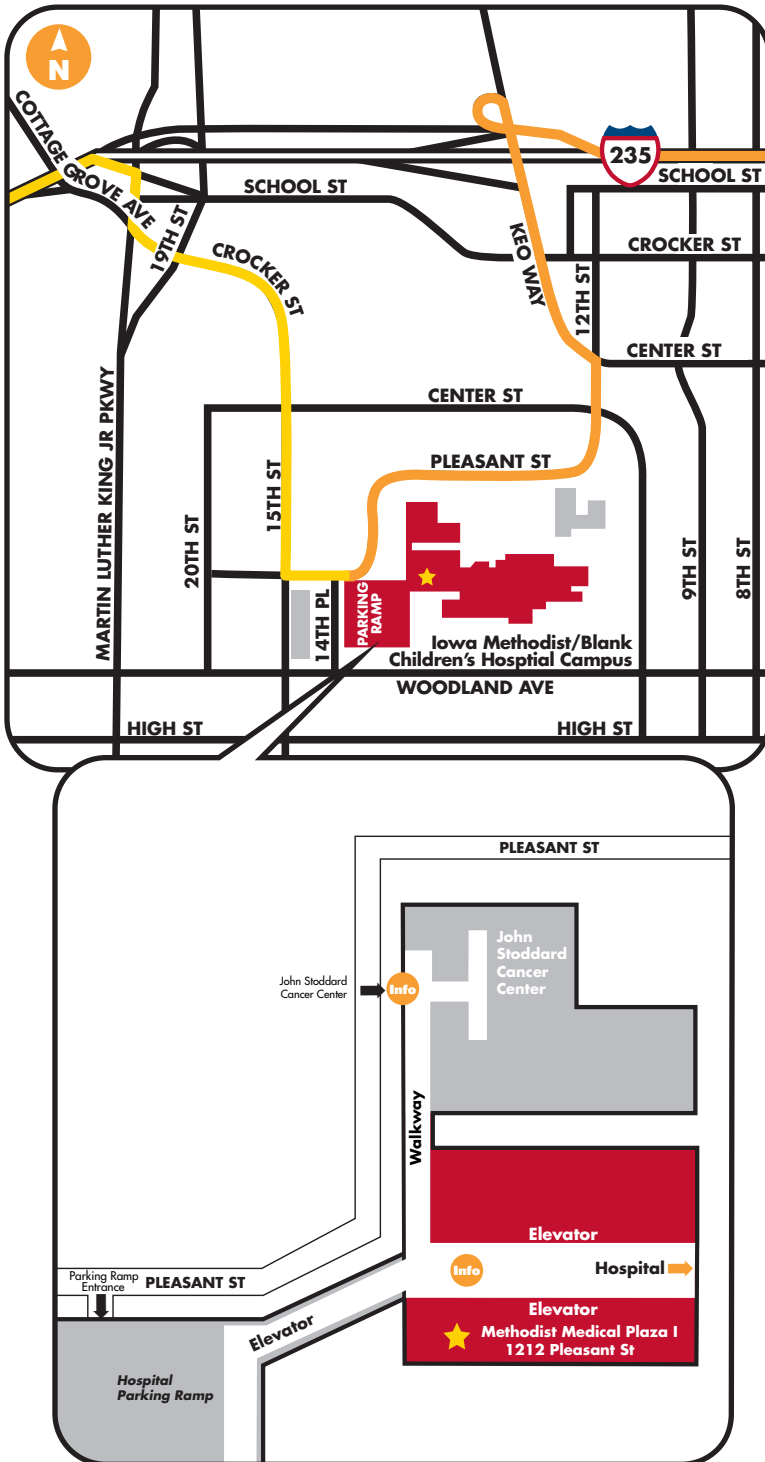 N
COTTAGE GROVE AVE
235
SCHOOL ST
SCHOOL ST
19TH ST
CROCKER ST
KEO WAY
CROCKER ST
12TH ST
CENTER ST
MARTIN LUTHER KING JR PKWY
CENTER ST
15TH ST
PLEASANT ST
20TH ST
9TH ST
8TH ST
14TH PL
PARKING
RAMP
Iowa Methodist/Blank
Children's Hosptial Campus
WOODLAND AVE
HIGH ST
HIGH ST
PLEASANT ST
John
Stoddard
Cancer
Center
John Stoddard
Cancer Center
Info
Walkway
Elevator
Info
Hospital
Parking Ramp
Entrance
PLEASANT ST
Elevator
Elevator
Methodist Medical Plaza I
1212 Pleasant St
Hospital
Parking Ramp